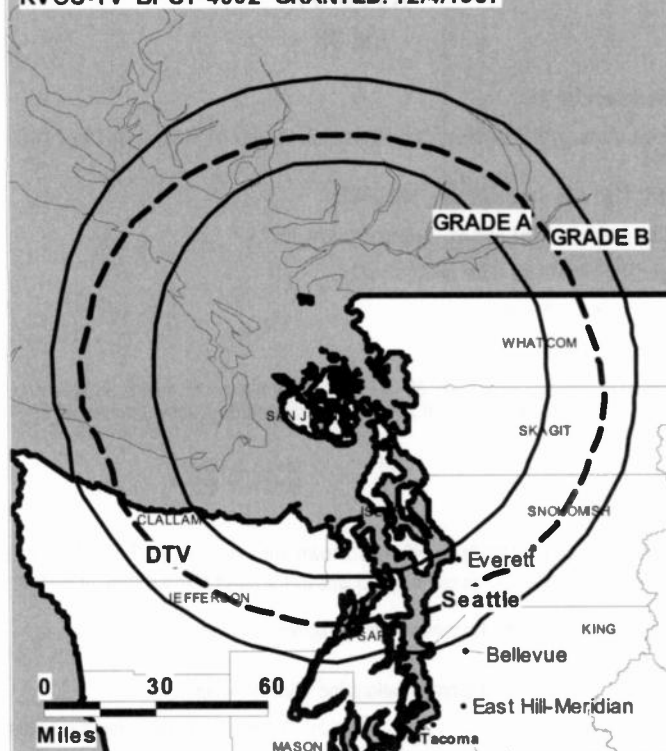 GRADE A
GRADE B
WHATCOM
SAN J
SKAGIT
SNOHOMISH
CLALLAM
DTV
Everett
JEFFERSON
Seattle
KING
Bellevue
0 30 60
Miles
East Hill-Meridian
MASON
Tacoma